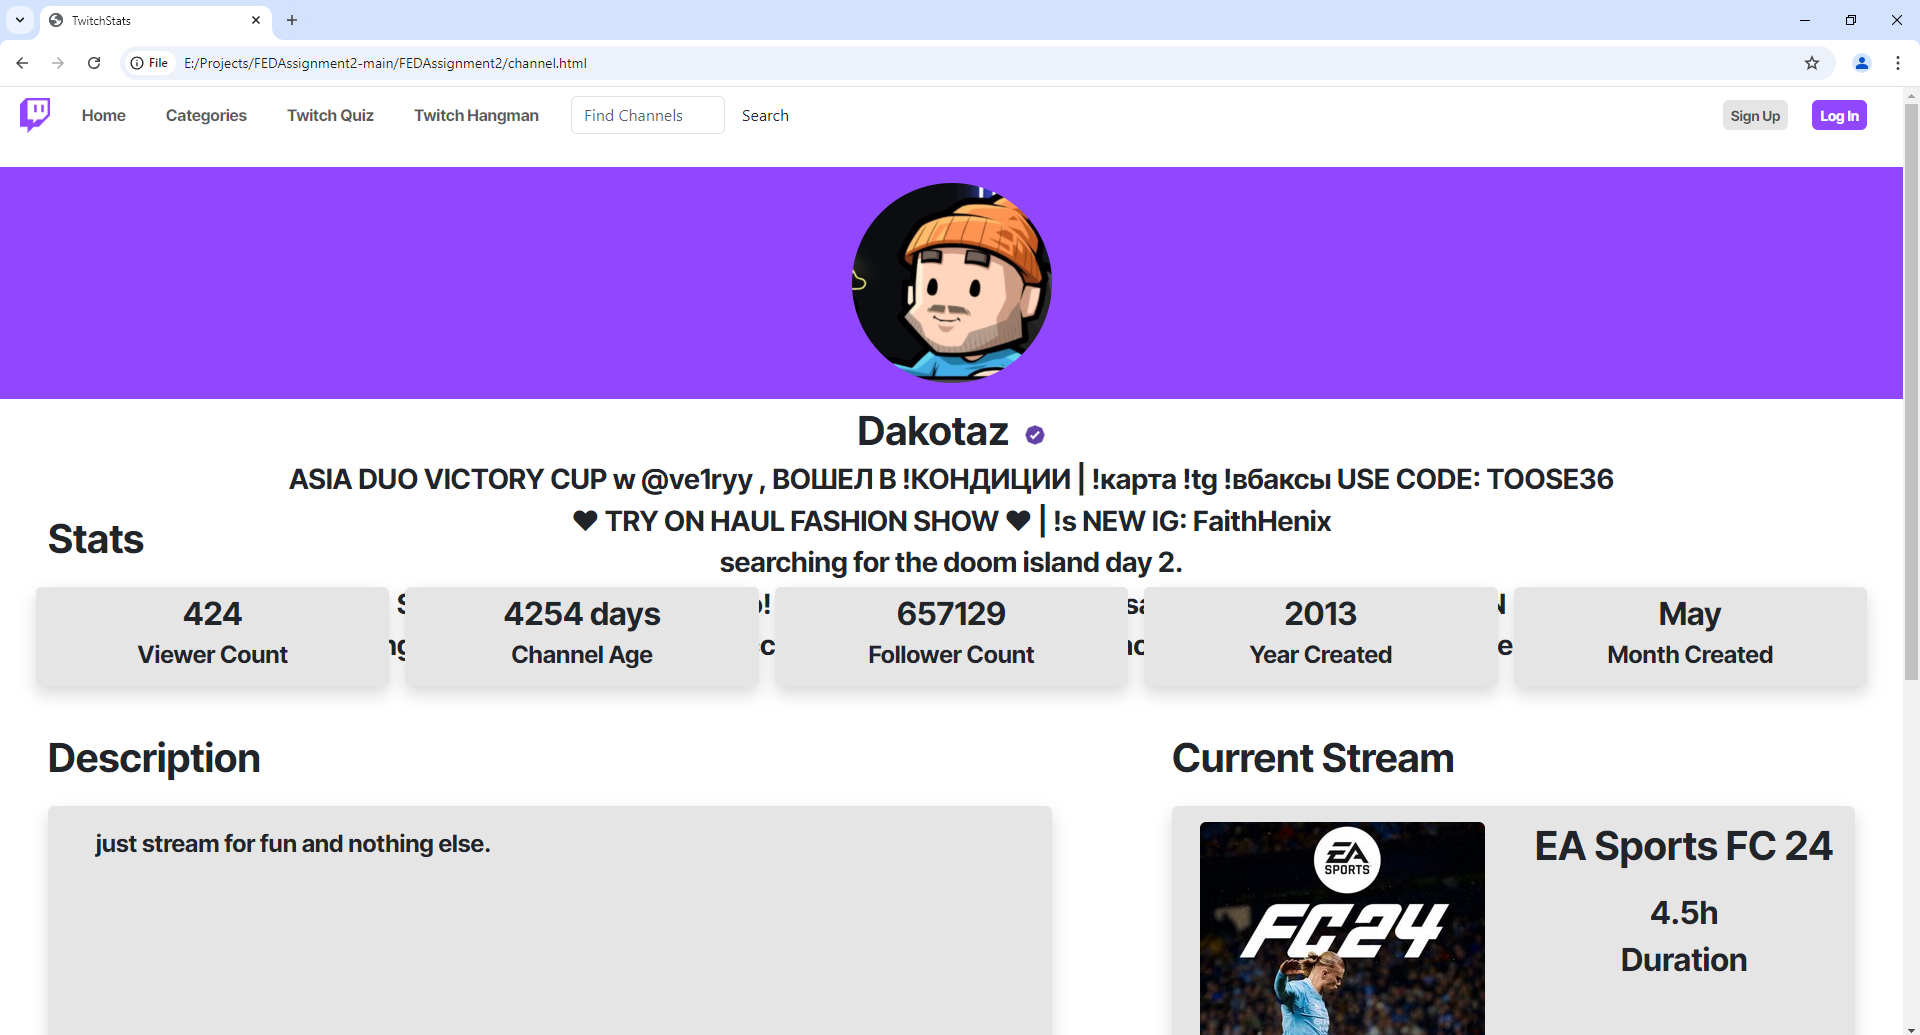 TwitchStats
File E:/Projects/FEDAssignment2-main/FEDAssignment2/channel.html
Home Categories Twitch Quiz Twitch Hangman Find Channels Search Sign Up Log In
Dakotaz
ASIA DUO VICTORY CUP w @ve1ryy , ВОШЕЛ В !КОНДИЦИИ | !карта !tg !вбаксы USE CODE: TOOSE36
♥ TRY ON HAUL FASHION SHOW ♥ | !s NEW IG: FaithHenix
Stats
searching for the doom island day 2.
424 4254 days 657129 2013 May
Viewer Count Channel Age Follower Count Year Created Month Created
Description Current Stream
just stream for fun and nothing else.
EA
SPORTS
FC24
EA Sports FC 24
4.5h
Duration